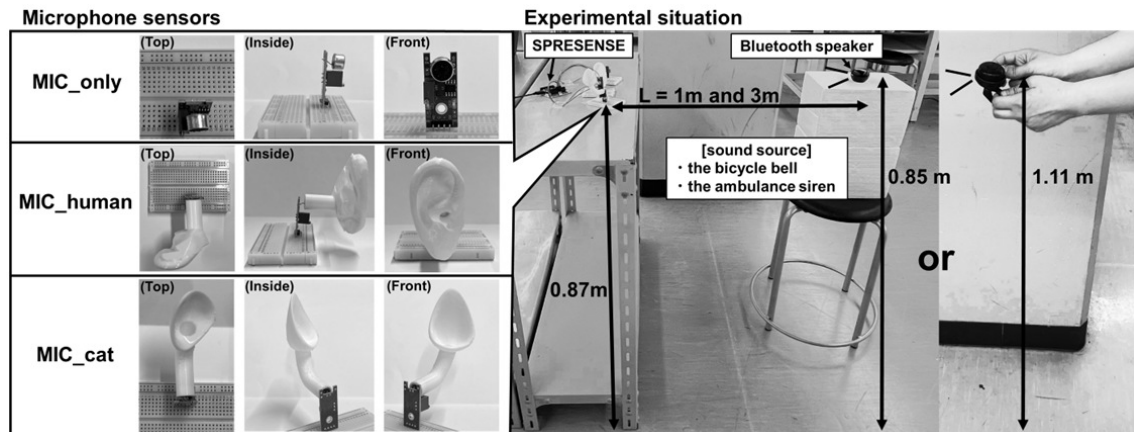 Microphone sensors
MIC_only
(Top)
(Inside)
(Front)
MIC_human
(Top)
(Inside)
(Front)
MIC_cat
(Top)
(Inside)
(Front)
Experimental situation
SPRESENSE
Bluetooth speaker
L = 1m and 3m
[sound source]
・the bicycle bell
・the ambulance siren
0.87m
0.85 m
or
1.11 m